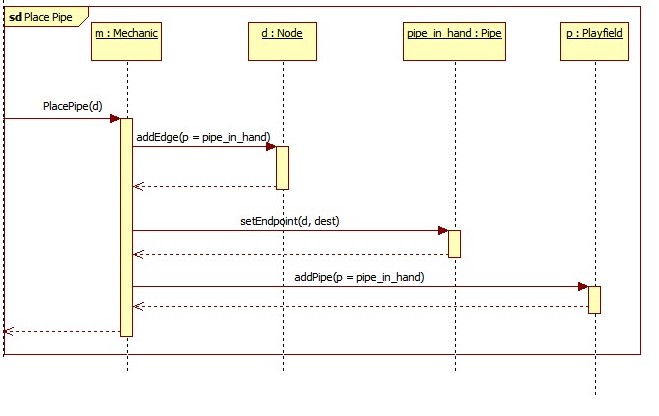 sd Place Pipe
m : Mechanic
d : Node
pipe_in_hand : Pipe
p : Playfield
PlacePipe(d)
addEdge(p = pipe_in_hand)
setEndpoint(d, dest)
addPipe(p = pipe_in_hand)